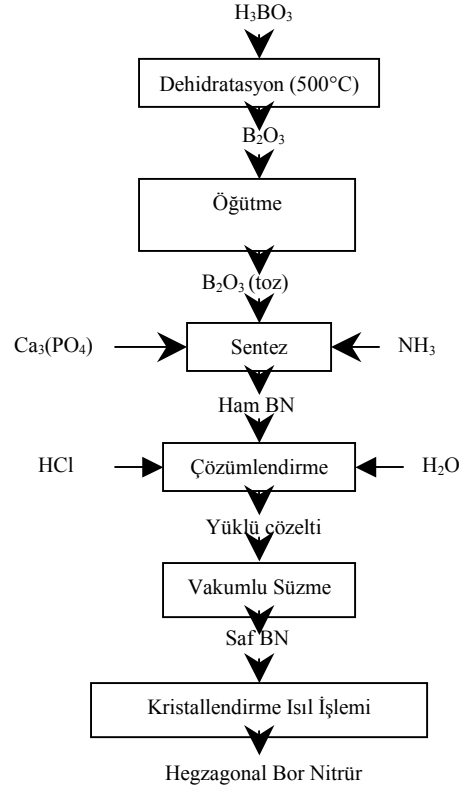 H₃BO₃
Dehidratasyon (500°C)
B₂O₃
Öğütme
B₂O₃ (toz)
Ca₃(PO₄)
Sentez
NH₃
Ham BN
HCl
Çözümlendirme
H₂O
Yüklü çözelti
Vakumlu Süzme
Saf BN
Kristallendirme Isıl İşlemi
Hegzagonal Bor Nitrür